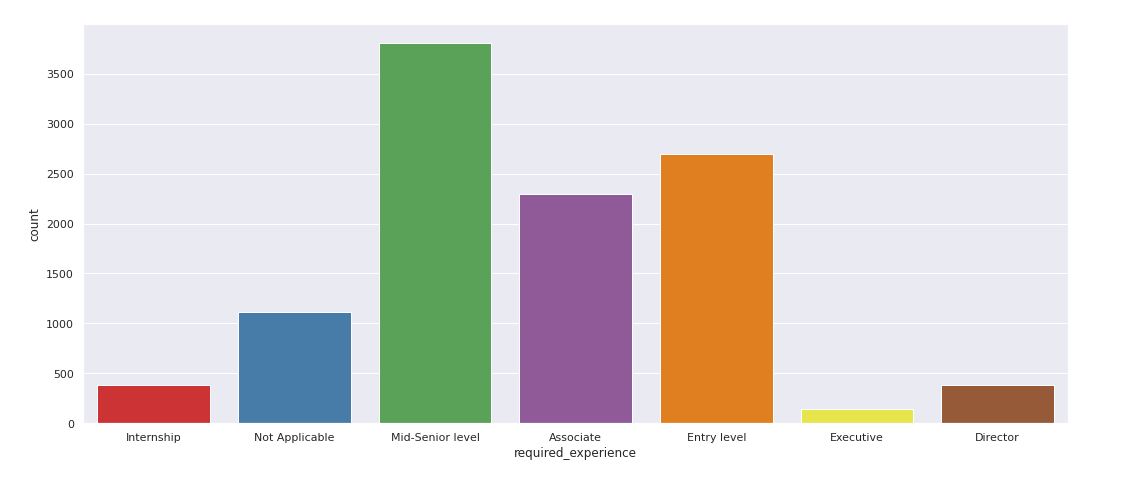 3500
3000
2500
2000
1500
1000
500
0
count
Internship Not Applicable Mid-Senior level Associate Entry level Executive Director
required_experience